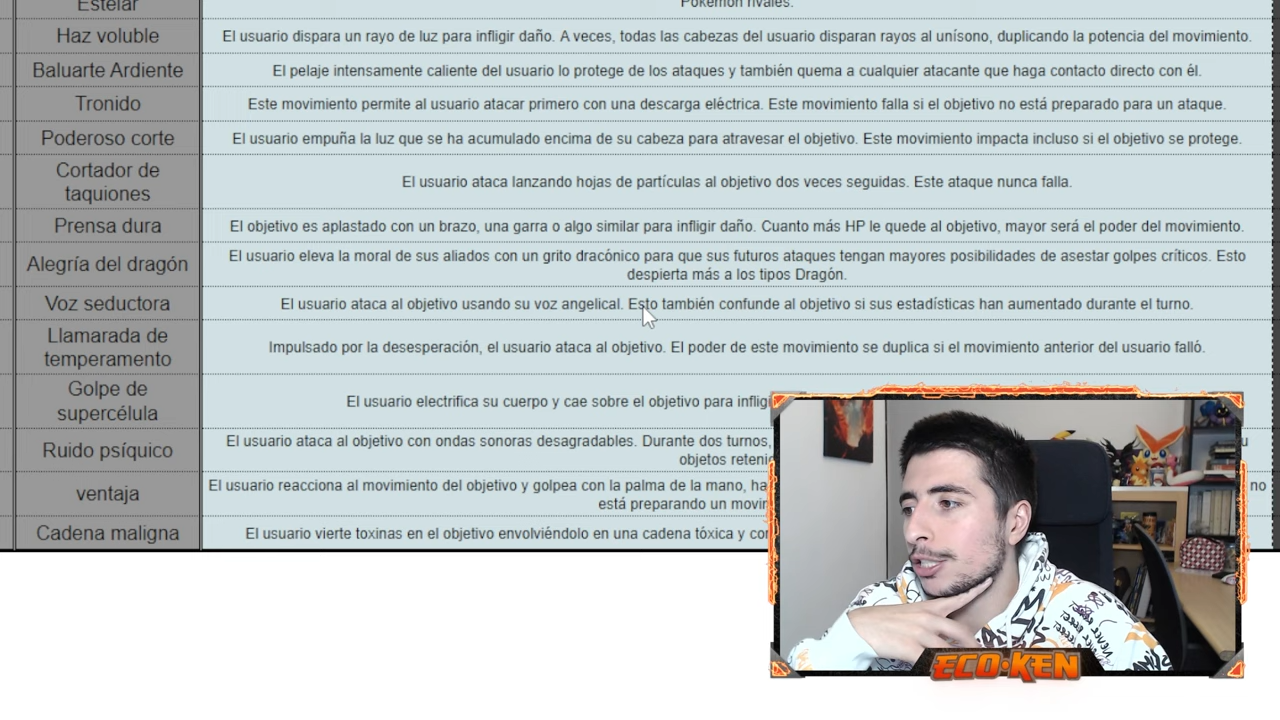 Estelar
Pokémon rivales.
Haz voluble
El usuario dispara un rayo de luz para infligir daño. A veces, todas las cabezas del usuario disparan rayos al unísono, duplicando la potencia del movimiento.
Baluarte Ardiente
El pelaje intensamente caliente del usuario lo protege de los ataques y también quema a cualquier atacante que haga contacto directo con él.
Tronido
Este movimiento permite al usuario atacar primero con una descarga eléctrica. Este movimiento falla si el objetivo no está preparado para un ataque.
Poderoso corte
El usuario empuña la luz que se ha acumulado encima de su cabeza para atravesar el objetivo. Este movimiento impacta incluso si el objetivo se protege.
Cortador de
taquiones
El usuario ataca lanzando hojas de partículas al objetivo dos veces seguidas. Este ataque nunca falla.
Prensa dura
El objetivo es aplastado con un brazo, una garra o algo similar para infligir daño. Cuanto más HP le quede al objetivo, mayor será el poder del movimiento.
Alegría del dragón
El usuario eleva la moral de sus aliados con un grito dracónico para que sus futuros ataques tengan mayores posibilidades de asestar golpes críticos. Esto
despierta más a los tipos Dragón.
Voz seductora
El usuario ataca al objetivo usando su voz angelical. Esto también confunde al objetivo si sus estadísticas han aumentado durante el turno.
Llamarada de
temperamento
Impulsado por la desesperación, el usuario ataca al objetivo. El poder de este movimiento se duplica si el movimiento anterior del usuario falló.
Golpe de
supercélula
El usuario electrifica su cuerpo y cae sobre el objetivo para inflig
Ruido psíquico
El usuario ataca al objetivo con ondas sonoras desagradables. Durante dos turnos,
objetos reteni
ventaja
El usuario reacciona al movimiento del objetivo y golpea con la palma de la mano, ha no
está preparando un movi
Cadena maligna
El usuario vierte toxinas en el objetivo envolviéndolo en una cadena tóxica y co
ECO·KEN